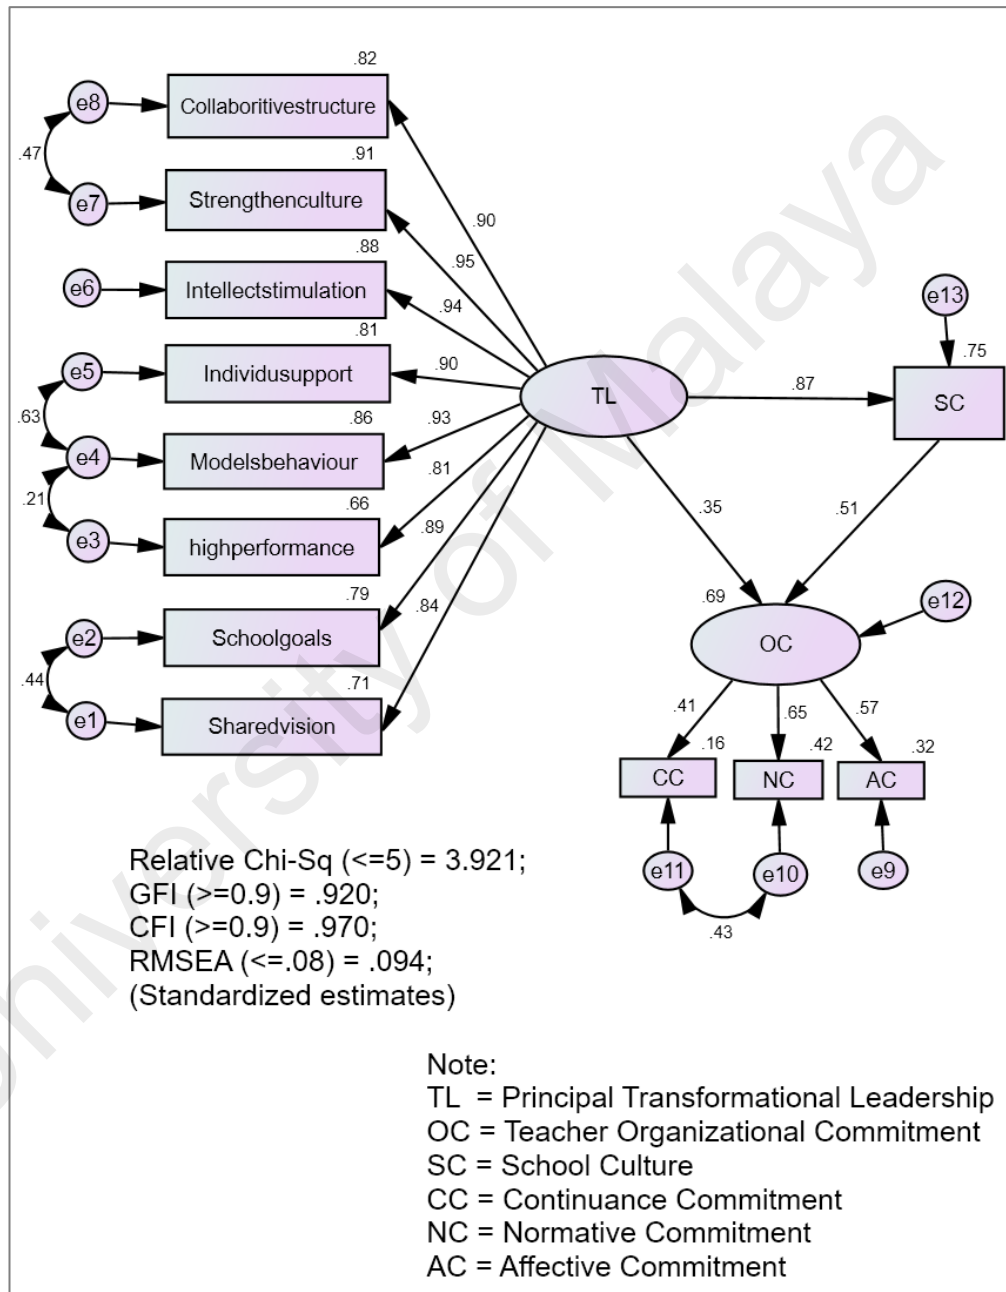 .82
e8
Collaboritivestructure
.47
.91
.90
e7
Strengthenculture
.88
.95
e6
Intellectstimulation
.94
e13
.81
.75
e5
Individusupport
.90
TL
.87
SC
.63
.86
.93
e4
Modelsbehaviour
.81
.21
.66
.35
.51
e3
highperformance
.89
.79
.84
.69
e12
e2
Schoolgoals
OC
.44
.71
e1
Sharedvision
.41
.65
.57
.16
.42
.32
CC
NC
AC
e11
e10
e9
.43
Relative Chi-Sq (<=5) = 3.921;
GFI (>=0.9) = .920;
CFI (>=0.9) = .970;
RMSEA (<=.08) = .094;
(Standardized estimates)
Note:
TL = Principal Transformational Leadership
OC = Teacher Organizational Commitment
SC = School Culture
CC = Continuance Commitment
NC = Normative Commitment
AC = Affective Commitment
University of Malaya